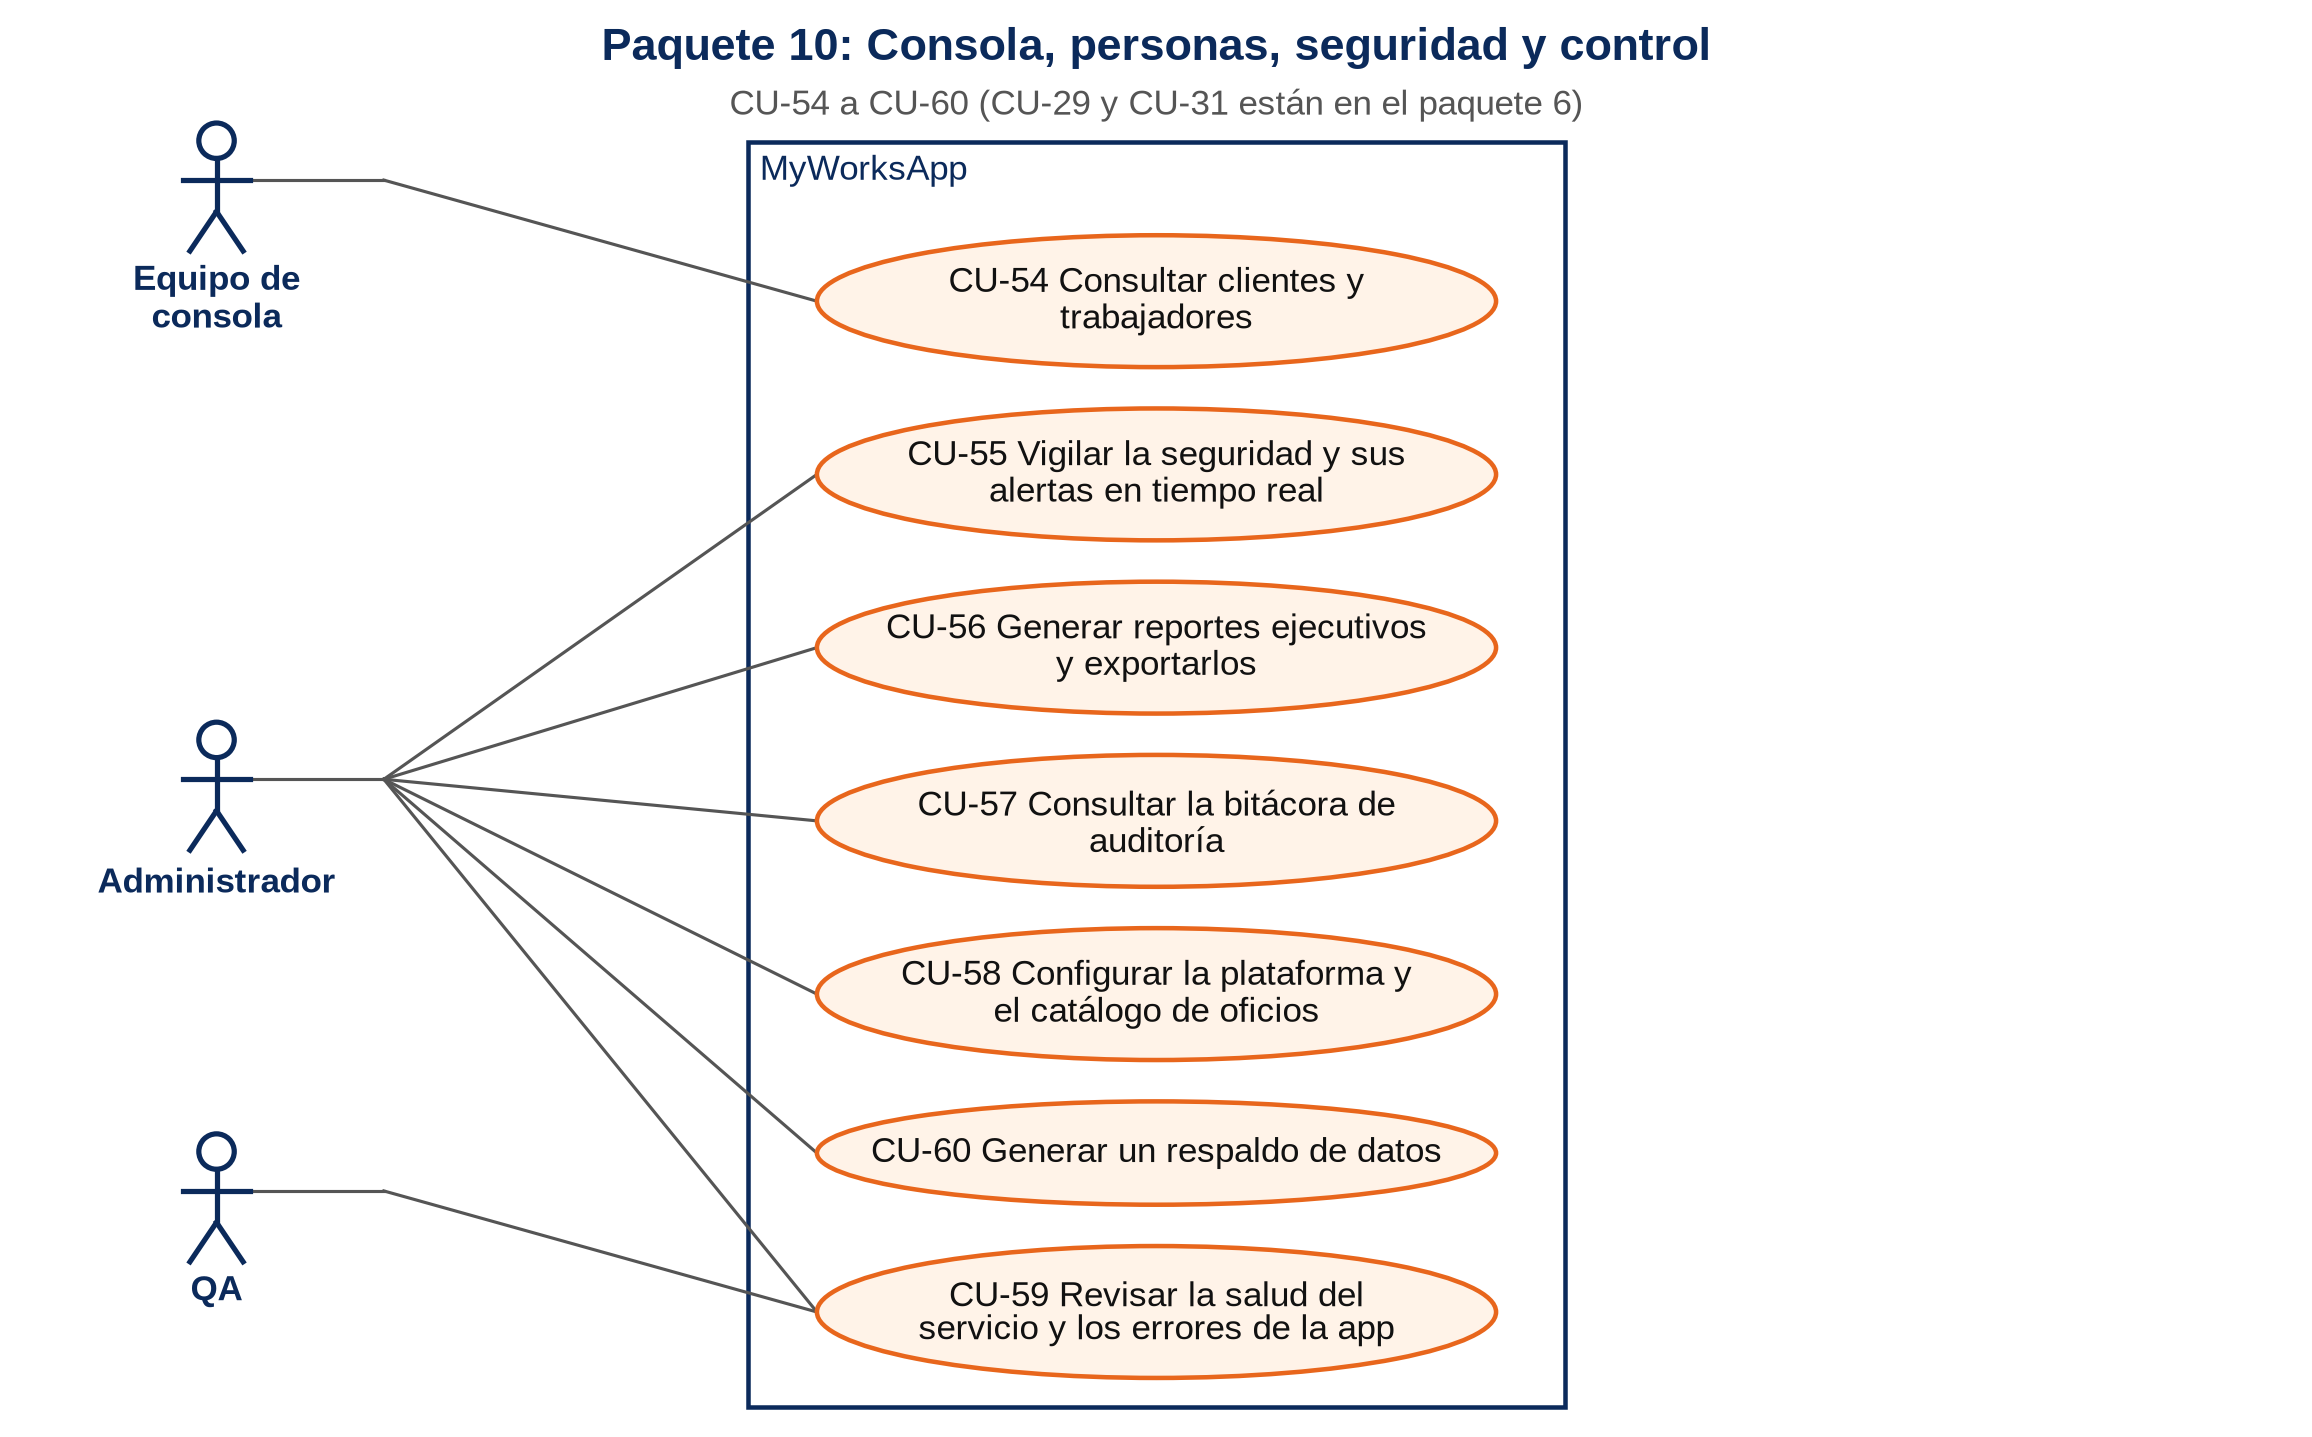 Paquete 10: Consola, personas, seguridad y control
CU-54 a CU-60 (CU-29 y CU-31 están en el paquete 6)
MyWorksApp
Equipo de
consola
CU-54 Consultar clientes y
trabajadores
CU-55 Vigilar la seguridad y sus
alertas en tiempo real
CU-56 Generar reportes ejecutivos
y exportarlos
Administrador
CU-57 Consultar la bitácora de
auditoría
CU-58 Configurar la plataforma y
el catálogo de oficios
CU-60 Generar un respaldo de datos
QA
CU-59 Revisar la salud del
servicio y los errores de la app